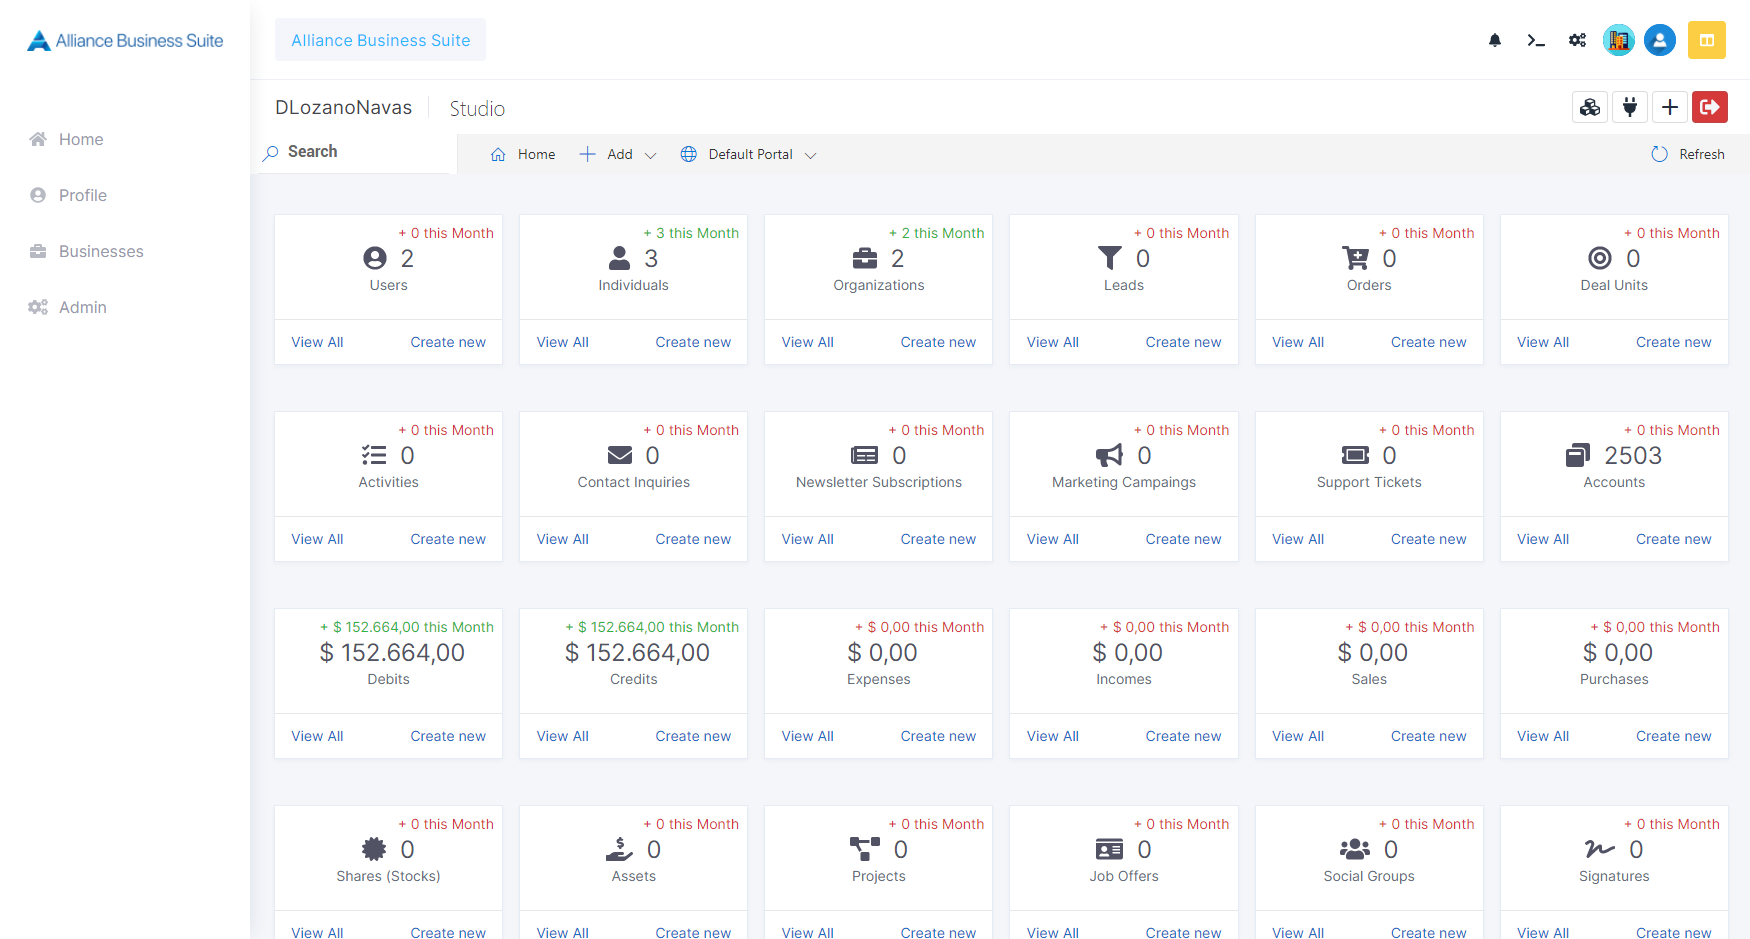 Alliance Business Suite
Alliance Business Suite
Home
Profile
Businesses
Admin
DLozanoNavas
Studio
Search
Home
Add
Default Portal
Refresh
+ 0 this Month
2
Users
View All
Create new
+ 3 this Month
3
Individuals
View All
Create new
+ 2 this Month
2
Organizations
View All
Create new
+ 0 this Month
0
Leads
View All
Create new
+ 0 this Month
0
Orders
View All
Create new
+ 0 this Month
0
Deal Units
View All
Create new
+ 0 this Month
0
Activities
View All
Create new
+ 0 this Month
0
Contact Inquiries
View All
Create new
+ 0 this Month
0
Newsletter Subscriptions
View All
Create new
+ 0 this Month
0
Marketing Campaings
View All
Create new
+ 0 this Month
0
Support Tickets
View All
Create new
+ 0 this Month
2503
Accounts
View All
Create new
+ $ 152.664,00 this Month
$ 152.664,00
Debits
View All
Create new
+ $ 152.664,00 this Month
$ 152.664,00
Credits
View All
Create new
+ $ 0,00 this Month
$ 0,00
Expenses
View All
Create new
+ $ 0,00 this Month
$ 0,00
Incomes
View All
Create new
+ $ 0,00 this Month
$ 0,00
Sales
View All
Create new
+ $ 0,00 this Month
$ 0,00
Purchases
View All
Create new
+ 0 this Month
0
Shares (Stocks)
View All
Create new
+ 0 this Month
0
Assets
View All
Create new
+ 0 this Month
0
Projects
View All
Create new
+ 0 this Month
0
Job Offers
View All
Create new
+ 0 this Month
0
Social Groups
View All
Create new
+ 0 this Month
0
Signatures
View All
Create new